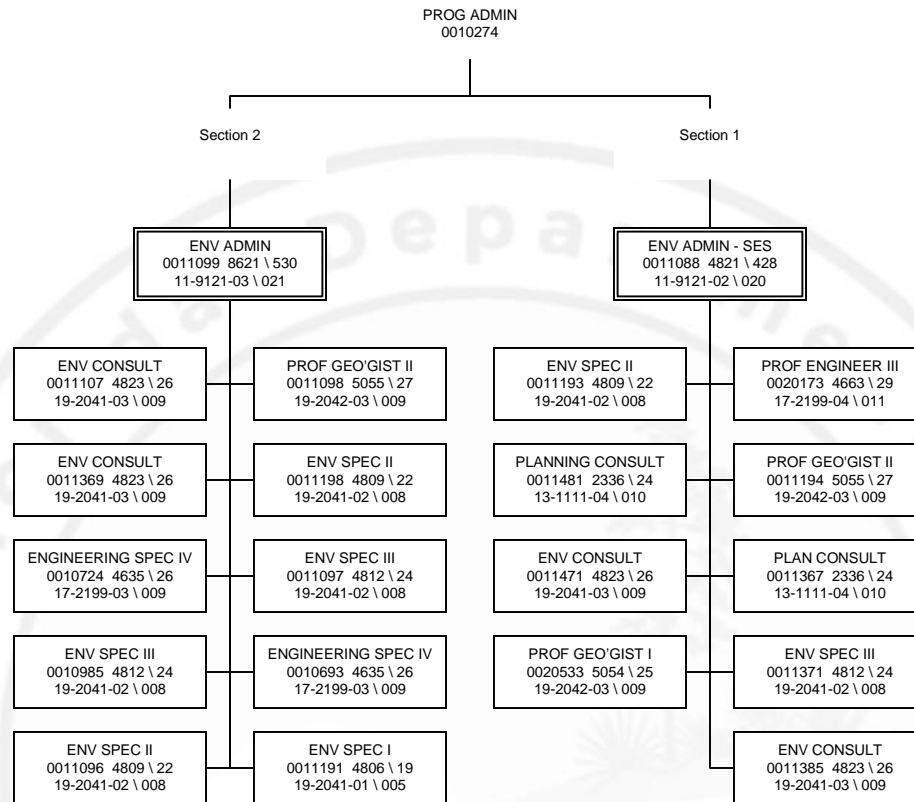 PROG ADMIN
0010274
Section 2
Section 1
ENV ADMIN
0011099 8621 \ 530
11-9121-03 \ 021
ENV ADMIN - SES
0011088 4821 \ 428
11-9121-02 \ 020
ENV CONSULT
0011107 4823 \ 26
19-2041-03 \ 009
PROF GEO'GIST II
0011098 5055 \ 27
19-2042-03 \ 009
ENV SPEC II
0011193 4809 \ 22
19-2041-02 \ 008
PROF ENGINEER III
0020173 4663 \ 29
17-2199-04 \ 011
ENV CONSULT
0011369 4823 \ 26
19-2041-03 \ 009
ENV SPEC II
0011198 4809 \ 22
19-2041-02 \ 008
PLANNING CONSULT
0011481 2336 \ 24
13-1111-04 \ 010
PROF GEO'GIST II
0011194 5055 \ 27
19-2042-03 \ 009
ENGINEERING SPEC IV
0010724 4635 \ 26
17-2199-03 \ 009
ENV SPEC III
0011097 4812 \ 24
19-2041-02 \ 008
ENV CONSULT
0011471 4823 \ 26
19-2041-03 \ 009
PLAN CONSULT
0011367 2336 \ 24
13-1111-04 \ 010
ENV SPEC III
0010985 4812 \ 24
19-2041-02 \ 008
ENGINEERING SPEC IV
0010693 4635 \ 26
17-2199-03 \ 009
PROF GEO'GIST I
0020533 5054 \ 25
19-2042-03 \ 009
ENV SPEC III
0011371 4812 \ 24
19-2041-02 \ 008
ENV SPEC II
0011096 4809 \ 22
19-2041-02 \ 008
ENV SPEC I
0011191 4806 \ 19
19-2041-01 \ 005
ENV CONSULT
0011385 4823 \ 26
19-2041-03 \ 009